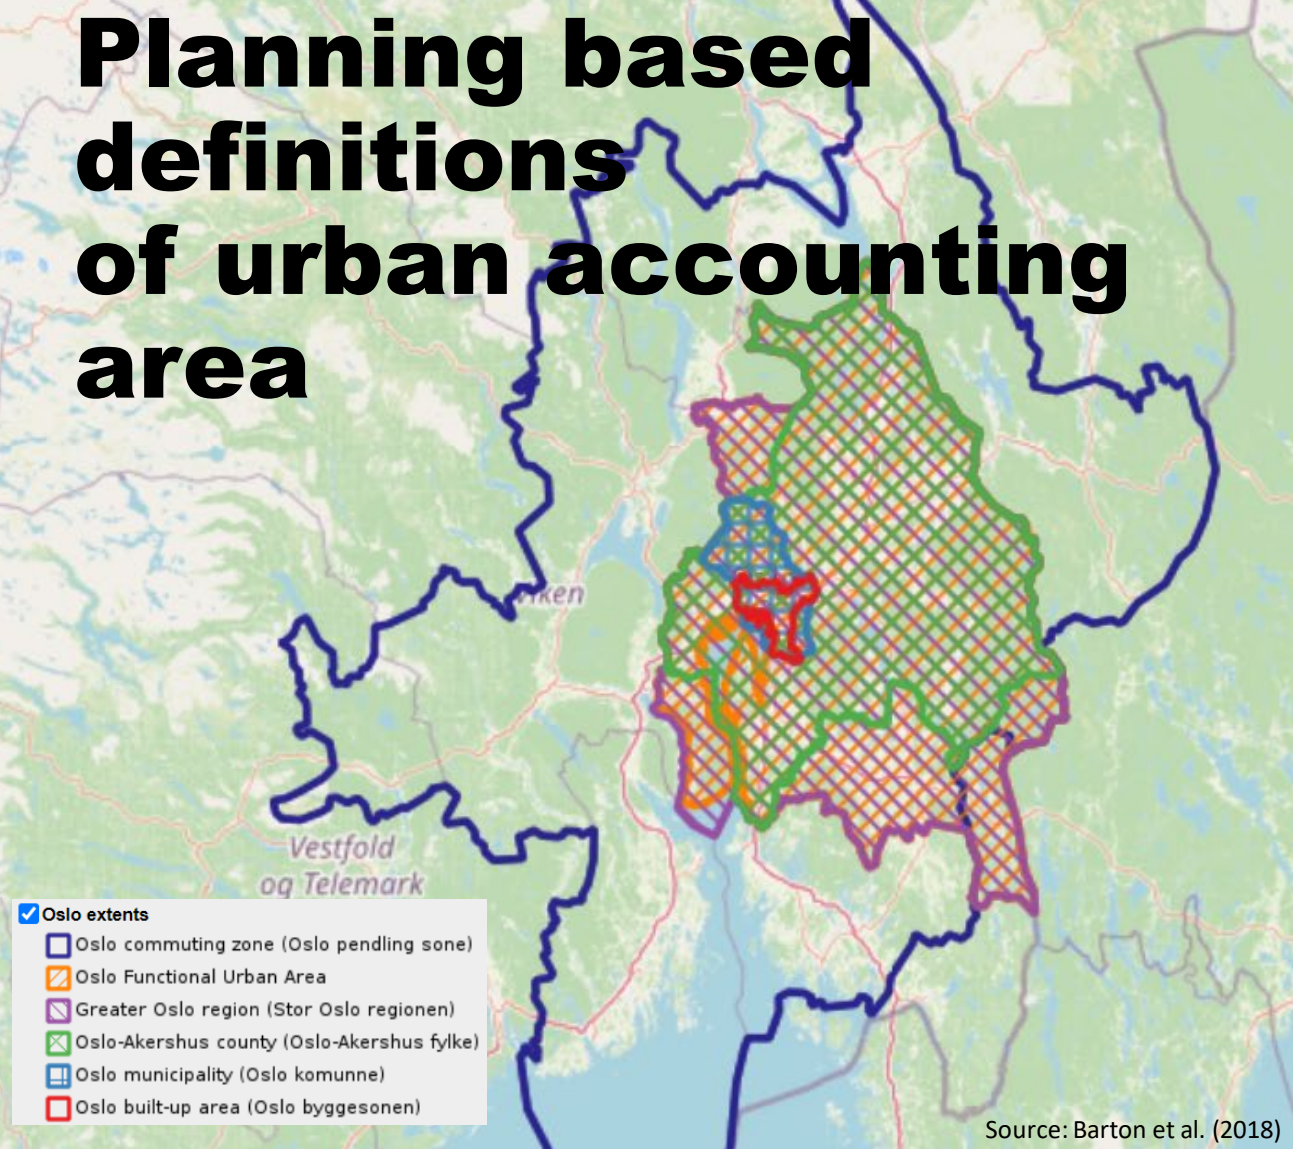 Planning based
definitions
of urban accounting
area
Viken
Vestfold
og Telemark
Oslo extents
Oslo commuting zone (Oslo pendling sone)
Oslo Functional Urban Area
Greater Oslo region (Stor Oslo regionen)
Oslo-Akershus county (Oslo-Akershus fylke)
Oslo municipality (Oslo komunne)
Oslo built-up area (Oslo byggesonen)
Source: Barton et al. (2018)